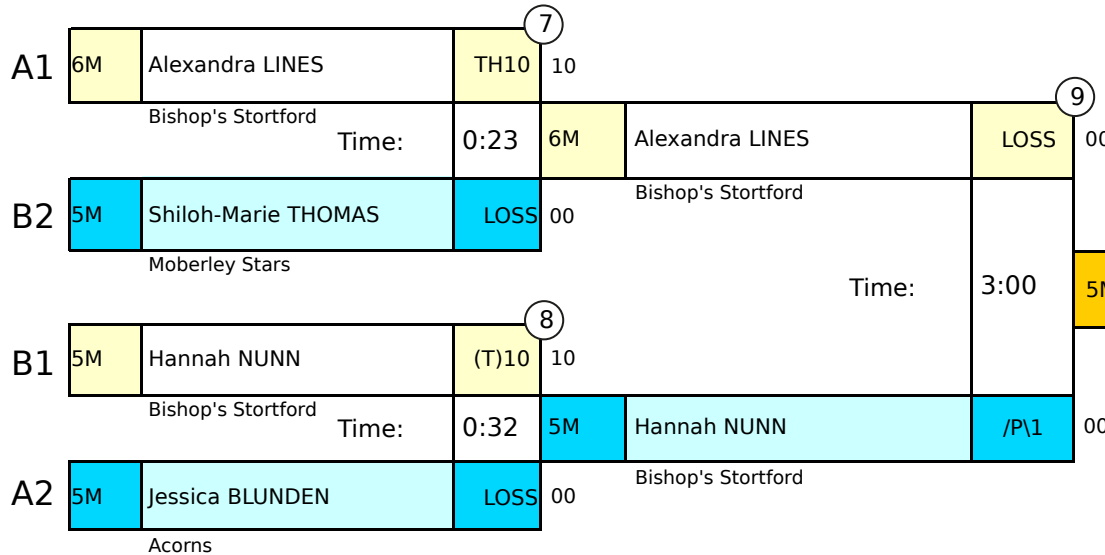 7
A1 6M Alexandra LINES TH10 10
9
Bishop's Stortford
Time: 0:23 6M Alexandra LINES LOSS 00
Bishop's Stortford
B2 5M Shiloh-Marie THOMAS LOSS 00
Moberley Stars
Time: 3:00 5M
8
B1 5M Hannah NUNN (T)10 10
Bishop's Stortford
Time: 0:32 5M Hannah NUNN /P\1 00
Bishop's Stortford
A2 5M Jessica BLUNDEN LOSS 00
Acorns